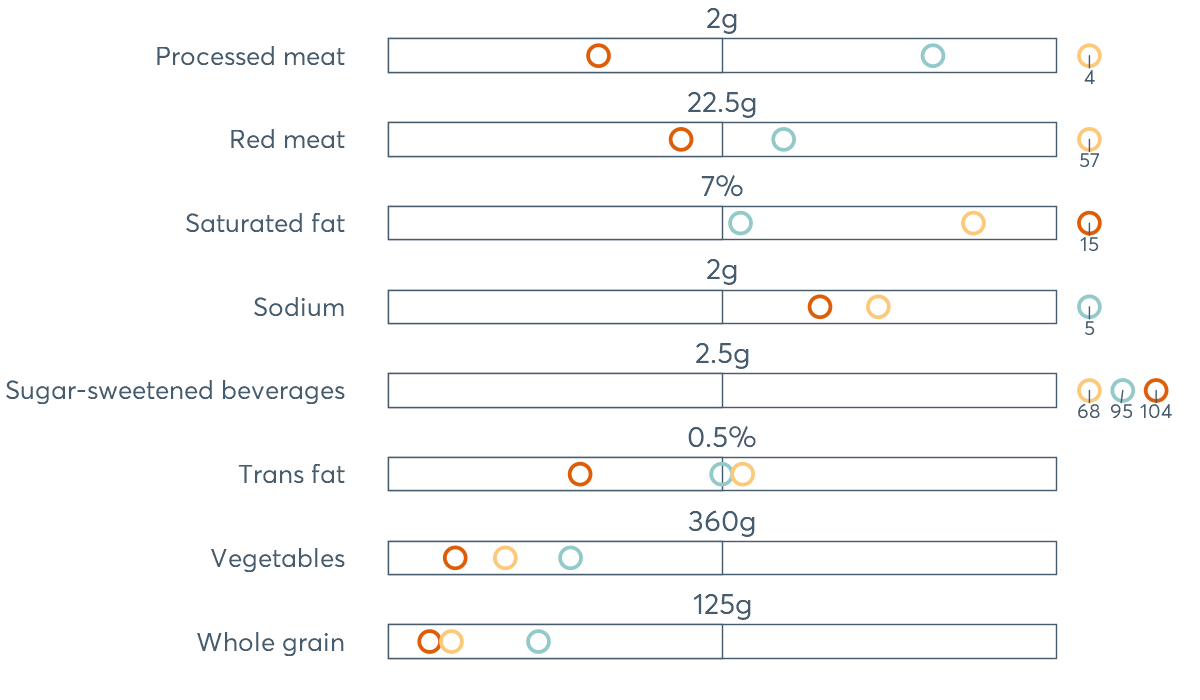 2g
Processed meat
4
22.5g
Red meat
57
7%
Saturated fat
15
2g
Sodium
5
2.5g
Sugar-sweetened beverages
68 95 104
0.5%
Trans fat
360g
Vegetables
125g
Whole grain